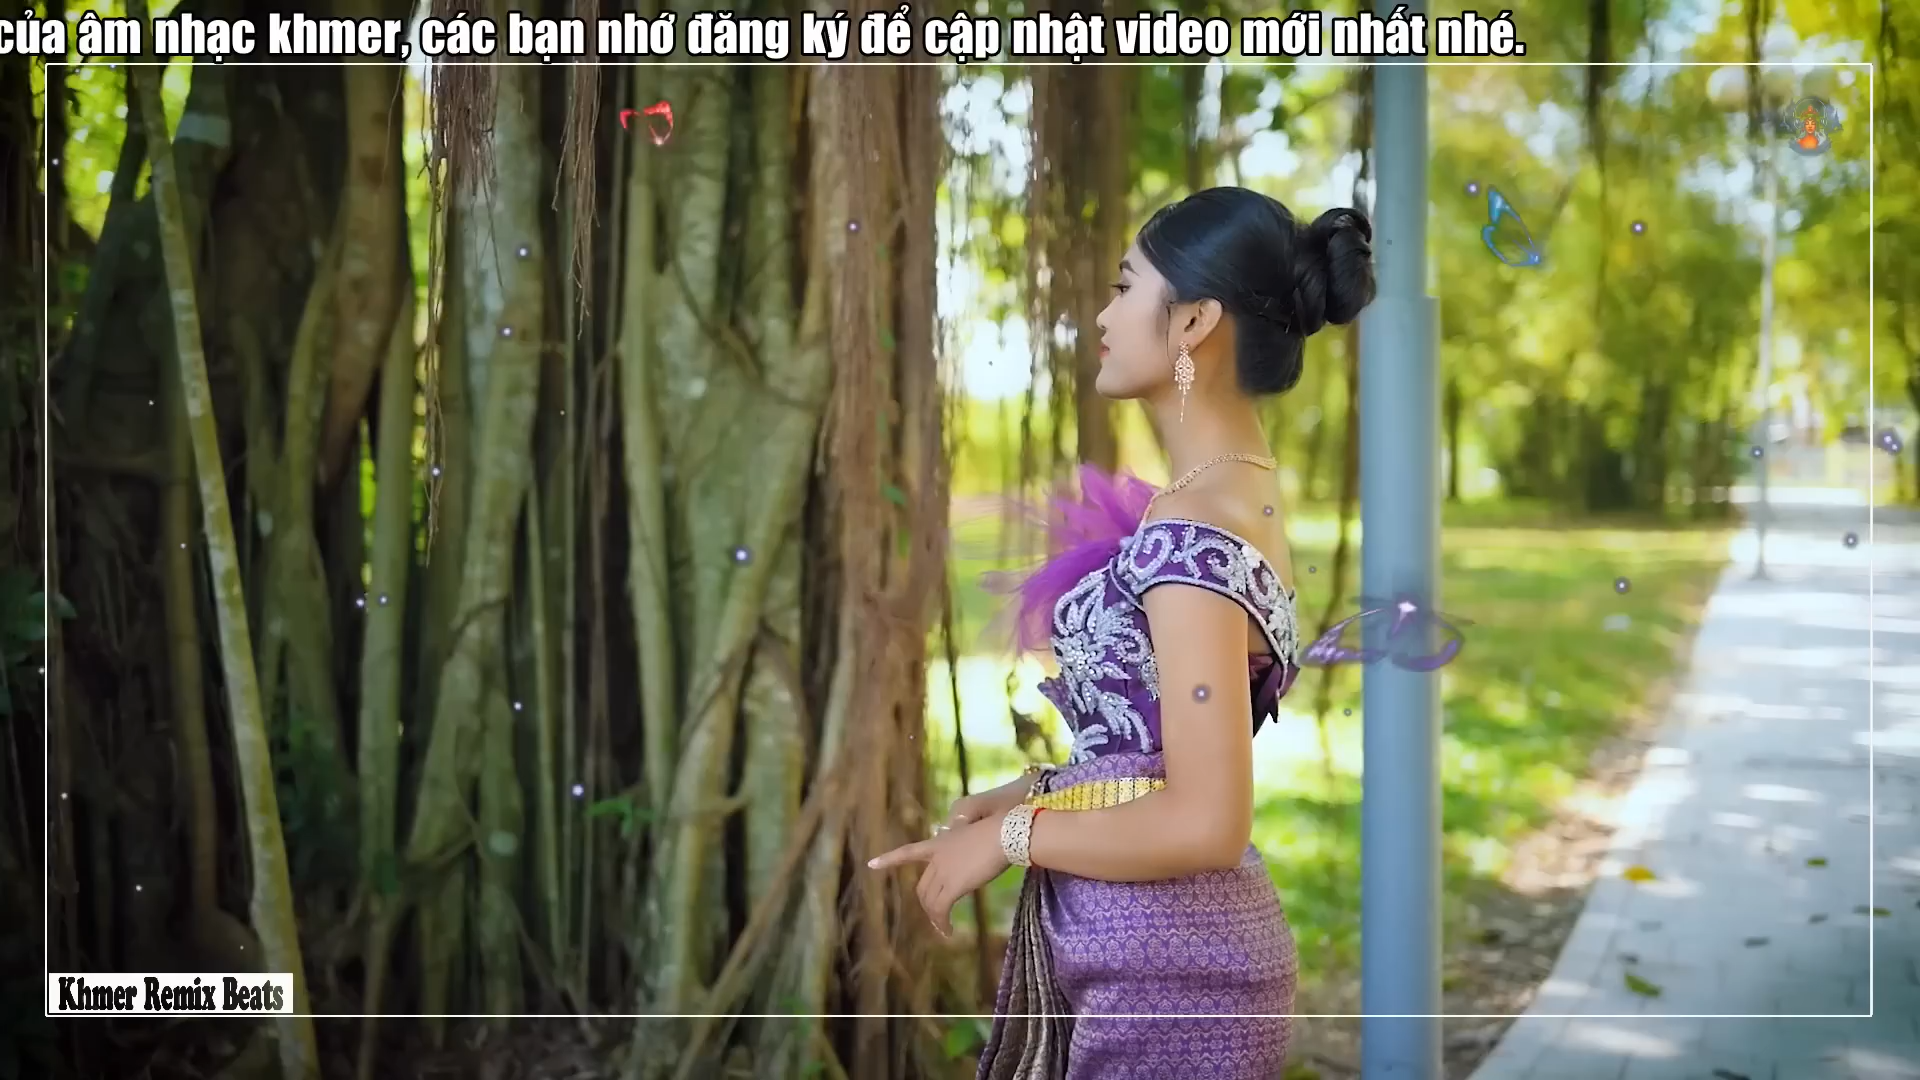 của âm nhạc khmer, các bạn nhớ đăng ký để cập nhật video mới nhất nhé.
Khmer Remix Beats